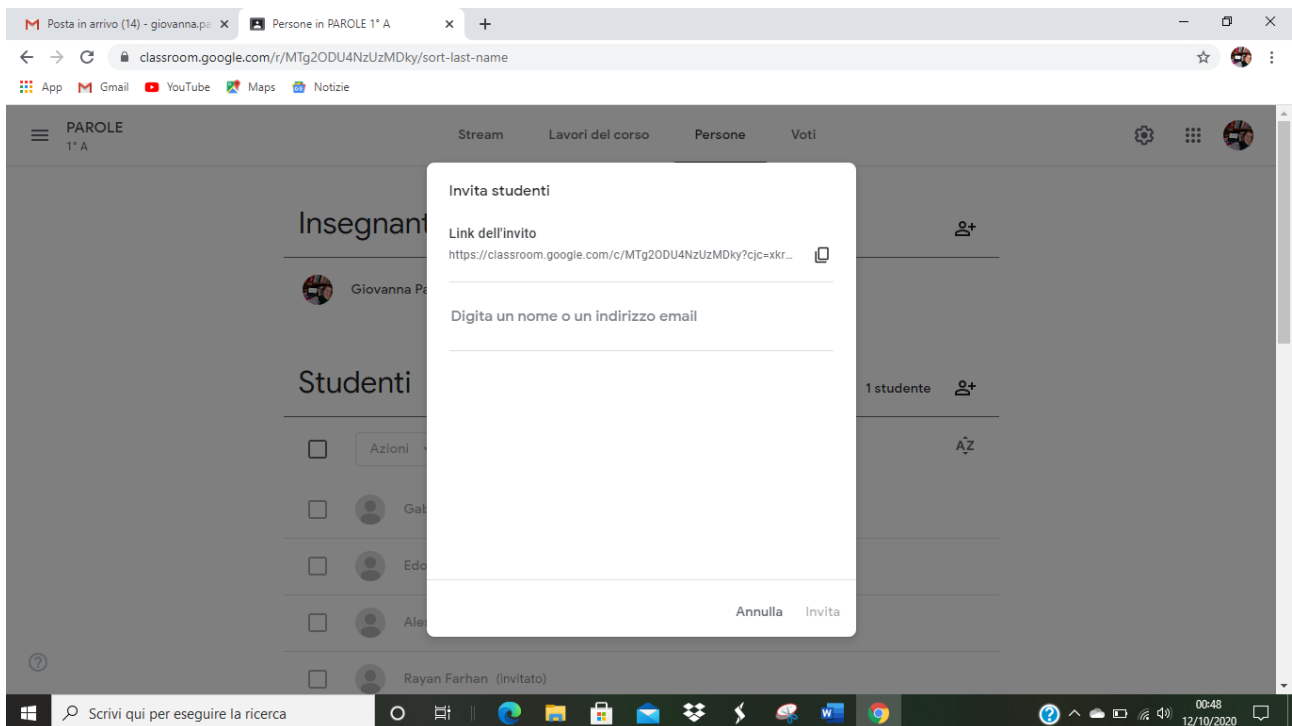 Posta in arrivo (14) - giovanna.pa
Persone in PAROLE 1° A
classroom.google.com/r/MTg2ODU4NzUzMDky/sort-last-name
App Gmail YouTube Maps Notizie
PAROLE
1° A
Stream Lavori del corso Persone Voti
Invita studenti
Link dell'invito
https://classroom.google.com/c/MTg2ODU4NzUzMDky?cjc=xkr...
Digita un nome o un indirizzo email
Annulla Invita
Insegnant
Giovanna Pa
Studenti
1 studente
Azioni
AZ
Gab
Edo
Ales
Rayan Farhan (invitato)
Scrivi qui per eseguire la ricerca
00:48
12/10/2020